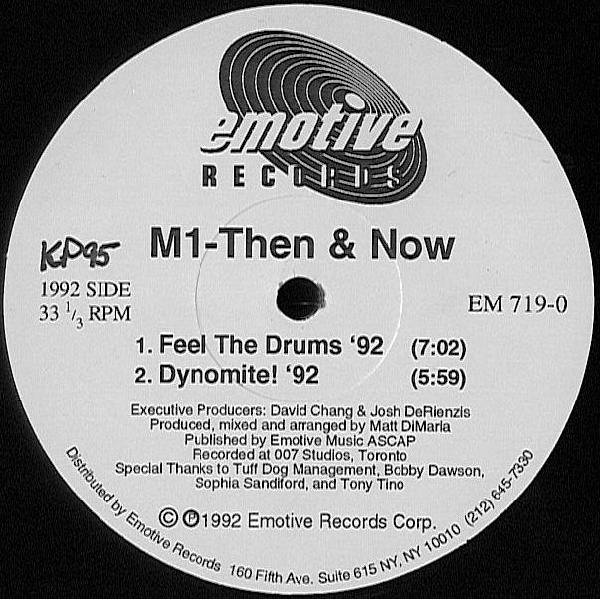 emotive
RECORDS
M1-Then & Now
KP95
1992 SIDE
33 1/3 RPM
EM 719-0
1. Feel The Drums ‘92 (7:02)
2. Dynomite! ‘92 (5:59)
Executive Producers: David Chang & Josh DeRienzis
Produced, mixed and arranged by Matt DiMaria
Published by Emotive Music ASCAP
Recorded at 007 Studios, Toronto
Special Thanks to Tuff Dog Management, Bobby Dawson,
Sophia Sandiford, and Tony Tino
© ℗1992 Emotive Records Corp.
Distributed by Emotive Records 160 Fifth Ave. Suite 615 NY, NY 10010 (212) 645-7330